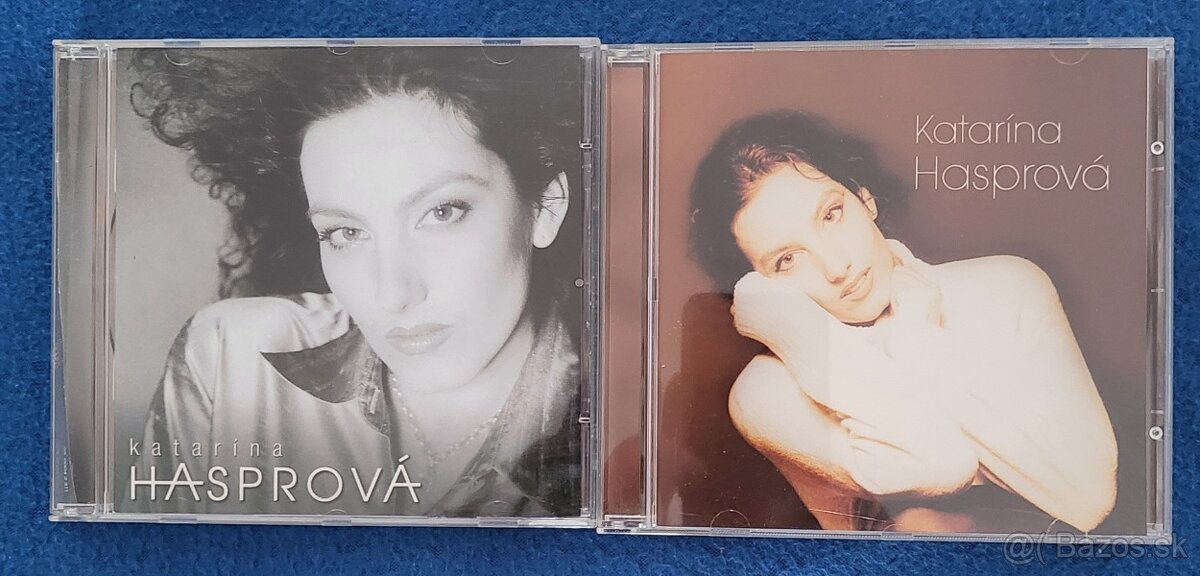 katarína
HASPROVÁ
Katarína
Hasprová
@( Bazos.sk